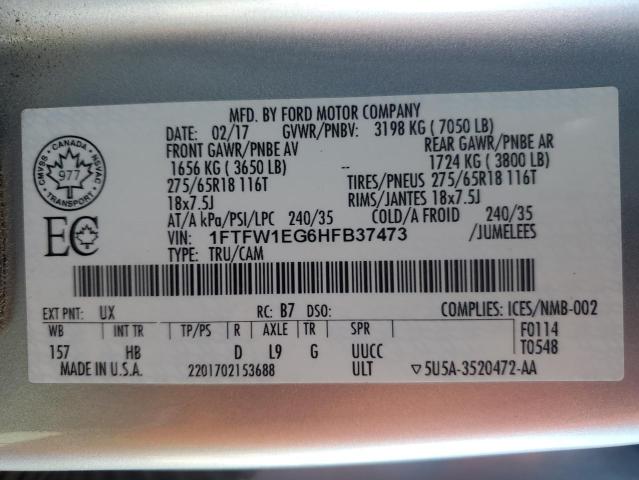 MFD. BY FORD MOTOR COMPANY
DATE: 02/17 GVWR/PNBV: 3198 KG ( 7050 LB)
FRONT GAWR/PNBE AV REAR GAWR/PNBE AR
1656 KG ( 3650 LB) -- 1724 KG ( 3800 LB)
275/65R18 116T TIRES/PNEUS 275/65R18 116T
18x7.5J RIMS/JANTES 18x7.5J
AT/A kPa/PSI/LPC 240/35 COLD/A FROID 240/35
VIN: 1FTFW1EG6HFB37473 /JUMELEES
TYPE: TRU/CAM
CANADA
CMVSS NSVAC
977
TRANSPORT
EC
EXT PNT: UX RC: B7 DSO: COMPLIES: ICES/NMB-002
WB INT TR TP/PS R AXLE TR SPR F0114
157 HB D L9 G UUCC T0548
MADE IN U.S.A. 2201702153688 ULT ▽5U5A-3520472-AA